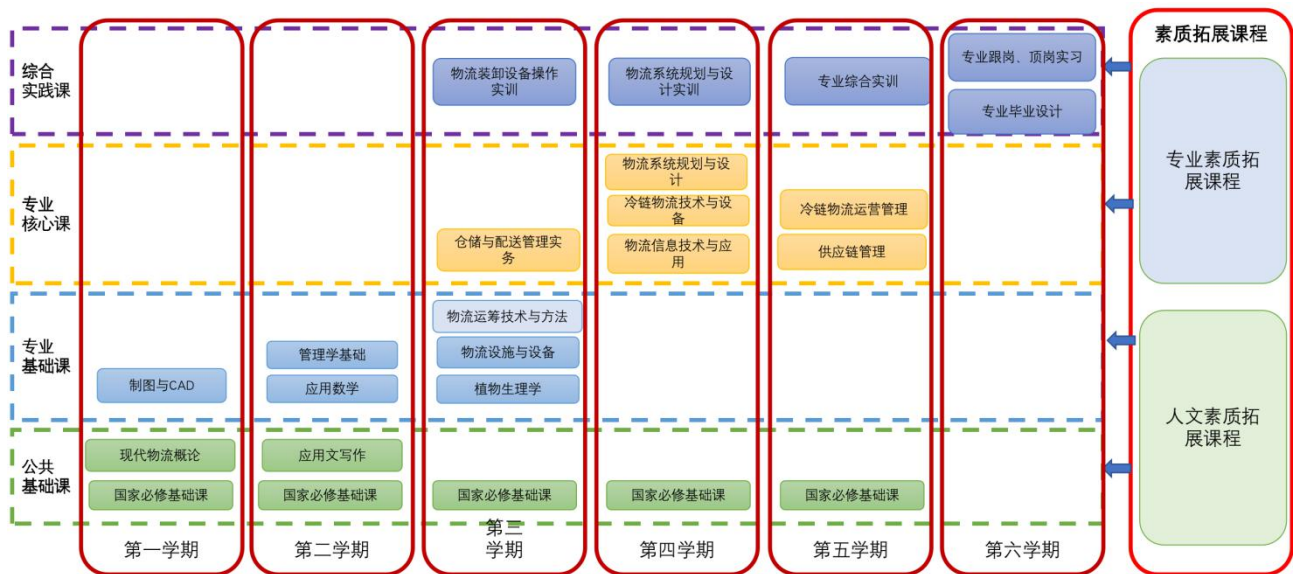 素质拓展课程
综合
实践课
物流装卸设备操作
实训
物流系统规划与设
计实训
专业综合实训
专业跟岗、顶岗实习
专业毕业设计
专业素质拓
展课程
专业
核心课
仓储与配送管理实
务
物流系统规划与设
计
冷链物流技术与设
备
物流信息技术与应
用
冷链物流运营管理
供应链管理
专业
基础课
制图与CAD
管理学基础
应用数学
物流运筹技术与方法
物流设施与设备
植物生理学
人文素质拓
展课程
公共
基础课
现代物流概论
国家必修基础课
应用文写作
国家必修基础课
国家必修基础课
国家必修基础课
国家必修基础课
第一学期
第二学期
第三
学期
第四学期
第五学期
第六学期